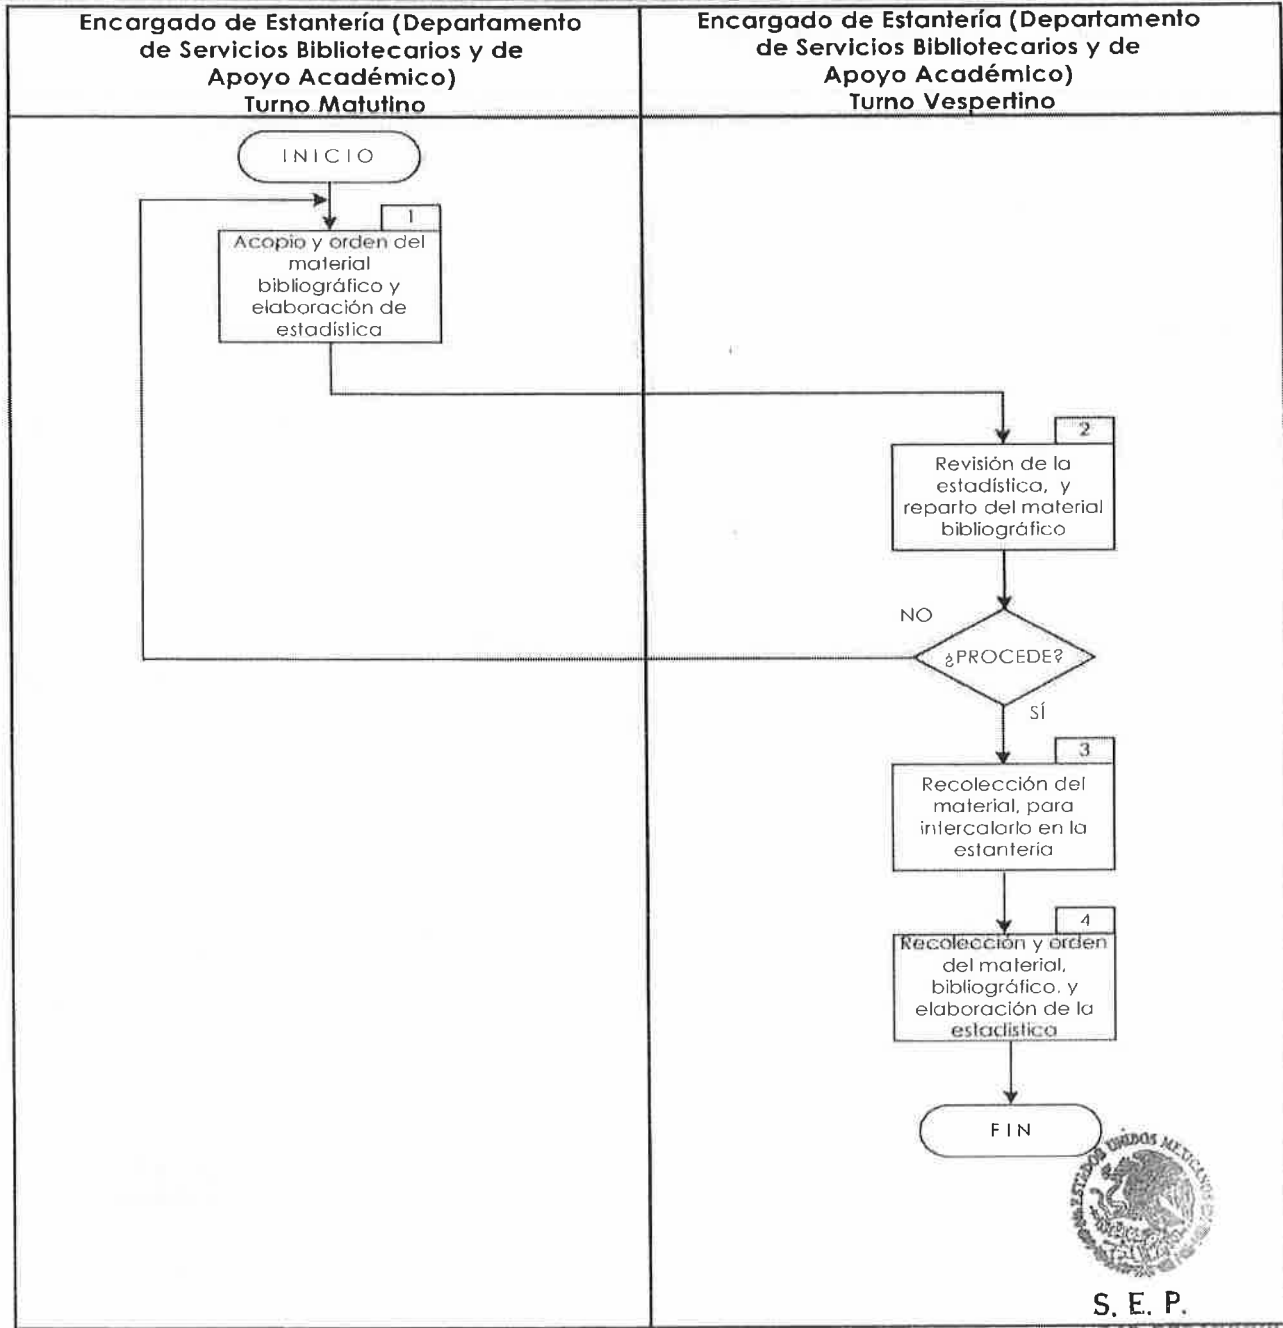 Encargado de Estantería (Departamento
de Servicios Bibliotecarios y de
Apoyo Académico)
Turno Matutino
Encargado de Estantería (Departamento
de Servicios Bibliotecarios y de
Apoyo Académico)
Turno Vespertino
INICIO
1
Acopio y orden del
material
bibliográfico y
elaboración de
estadística
2
Revisión de la
estadística, y
reparto del material
bibliográfico
NO
¿PROCEDE?
SÍ
3
Recolección del
material, para
intercalarlo en la
estantería
4
Recolección y orden
del material,
bibliográfico, y
elaboración de la
estadística
FIN
ESTADOS UNIDOS MEXICANOS
S. E. P.